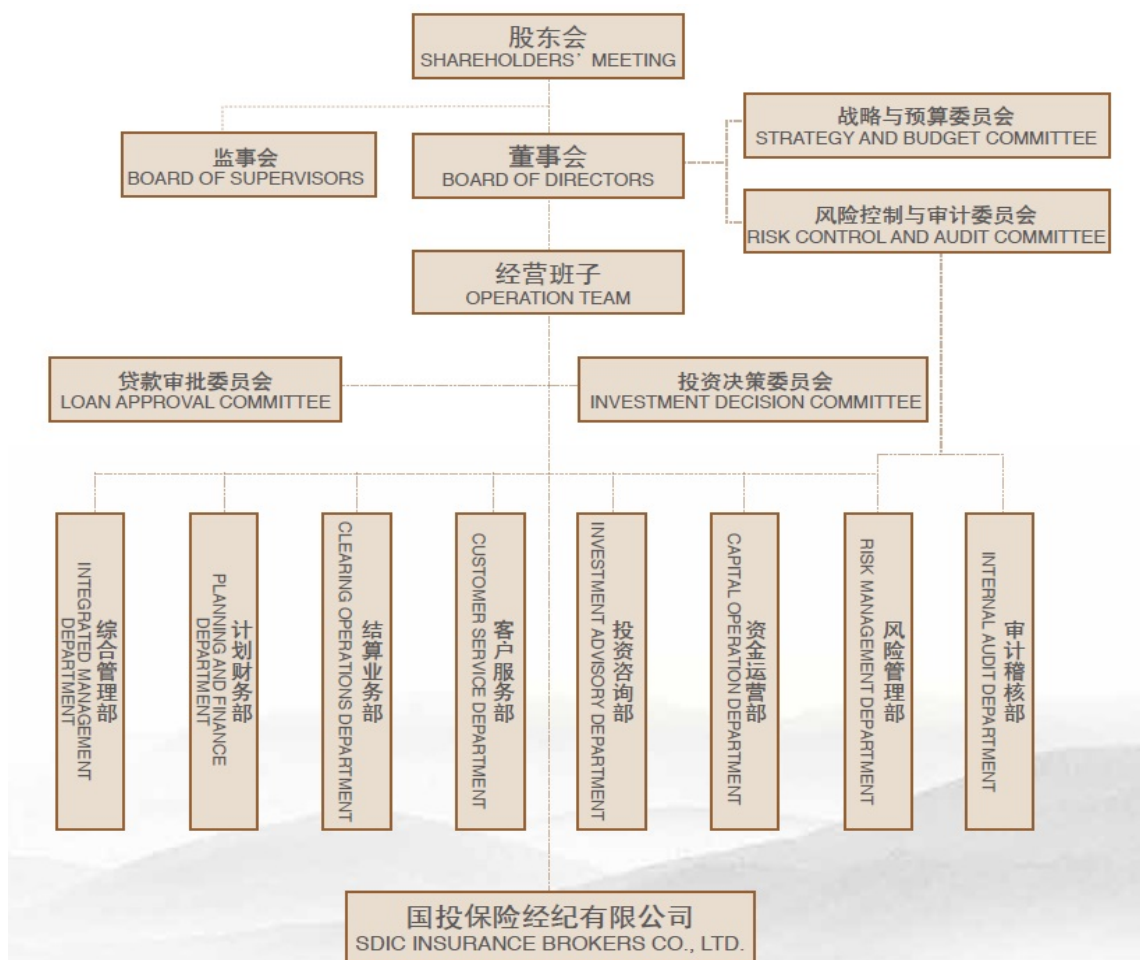 股东会
SHAREHOLDERS’ MEETING
监事会
BOARD OF SUPERVISORS
董事会
BOARD OF DIRECTORS
战略与预算委员会
STRATEGY AND BUDGET COMMITTEE
风险控制与审计委员会
RISK CONTROL AND AUDIT COMMITTEE
经营班子
OPERATION TEAM
贷款审批委员会
LOAN APPROVAL COMMITTEE
投资决策委员会
INVESTMENT DECISION COMMITTEE
综合管理部
INTEGRATED MANAGEMENT
DEPARTMENT
计划财务部
PLANNING AND FINANCE
DEPARTMENT
结算业务部
CLEARING OPERATIONS DEPARTMENT
客户服务部
CUSTOMER SERVICE DEPARTMENT
投资咨询部
INVESTMENT ADVISORY DEPARTMENT
资金运营部
CAPITAL OPERATION DEPARTMENT
风险管理部
RISK MANAGEMENT DEPARTMENT
审计稽核部
INTERNAL AUDIT DEPARTMENT
国投保险经纪有限公司
SDIC INSURANCE BROKERS CO., LTD.